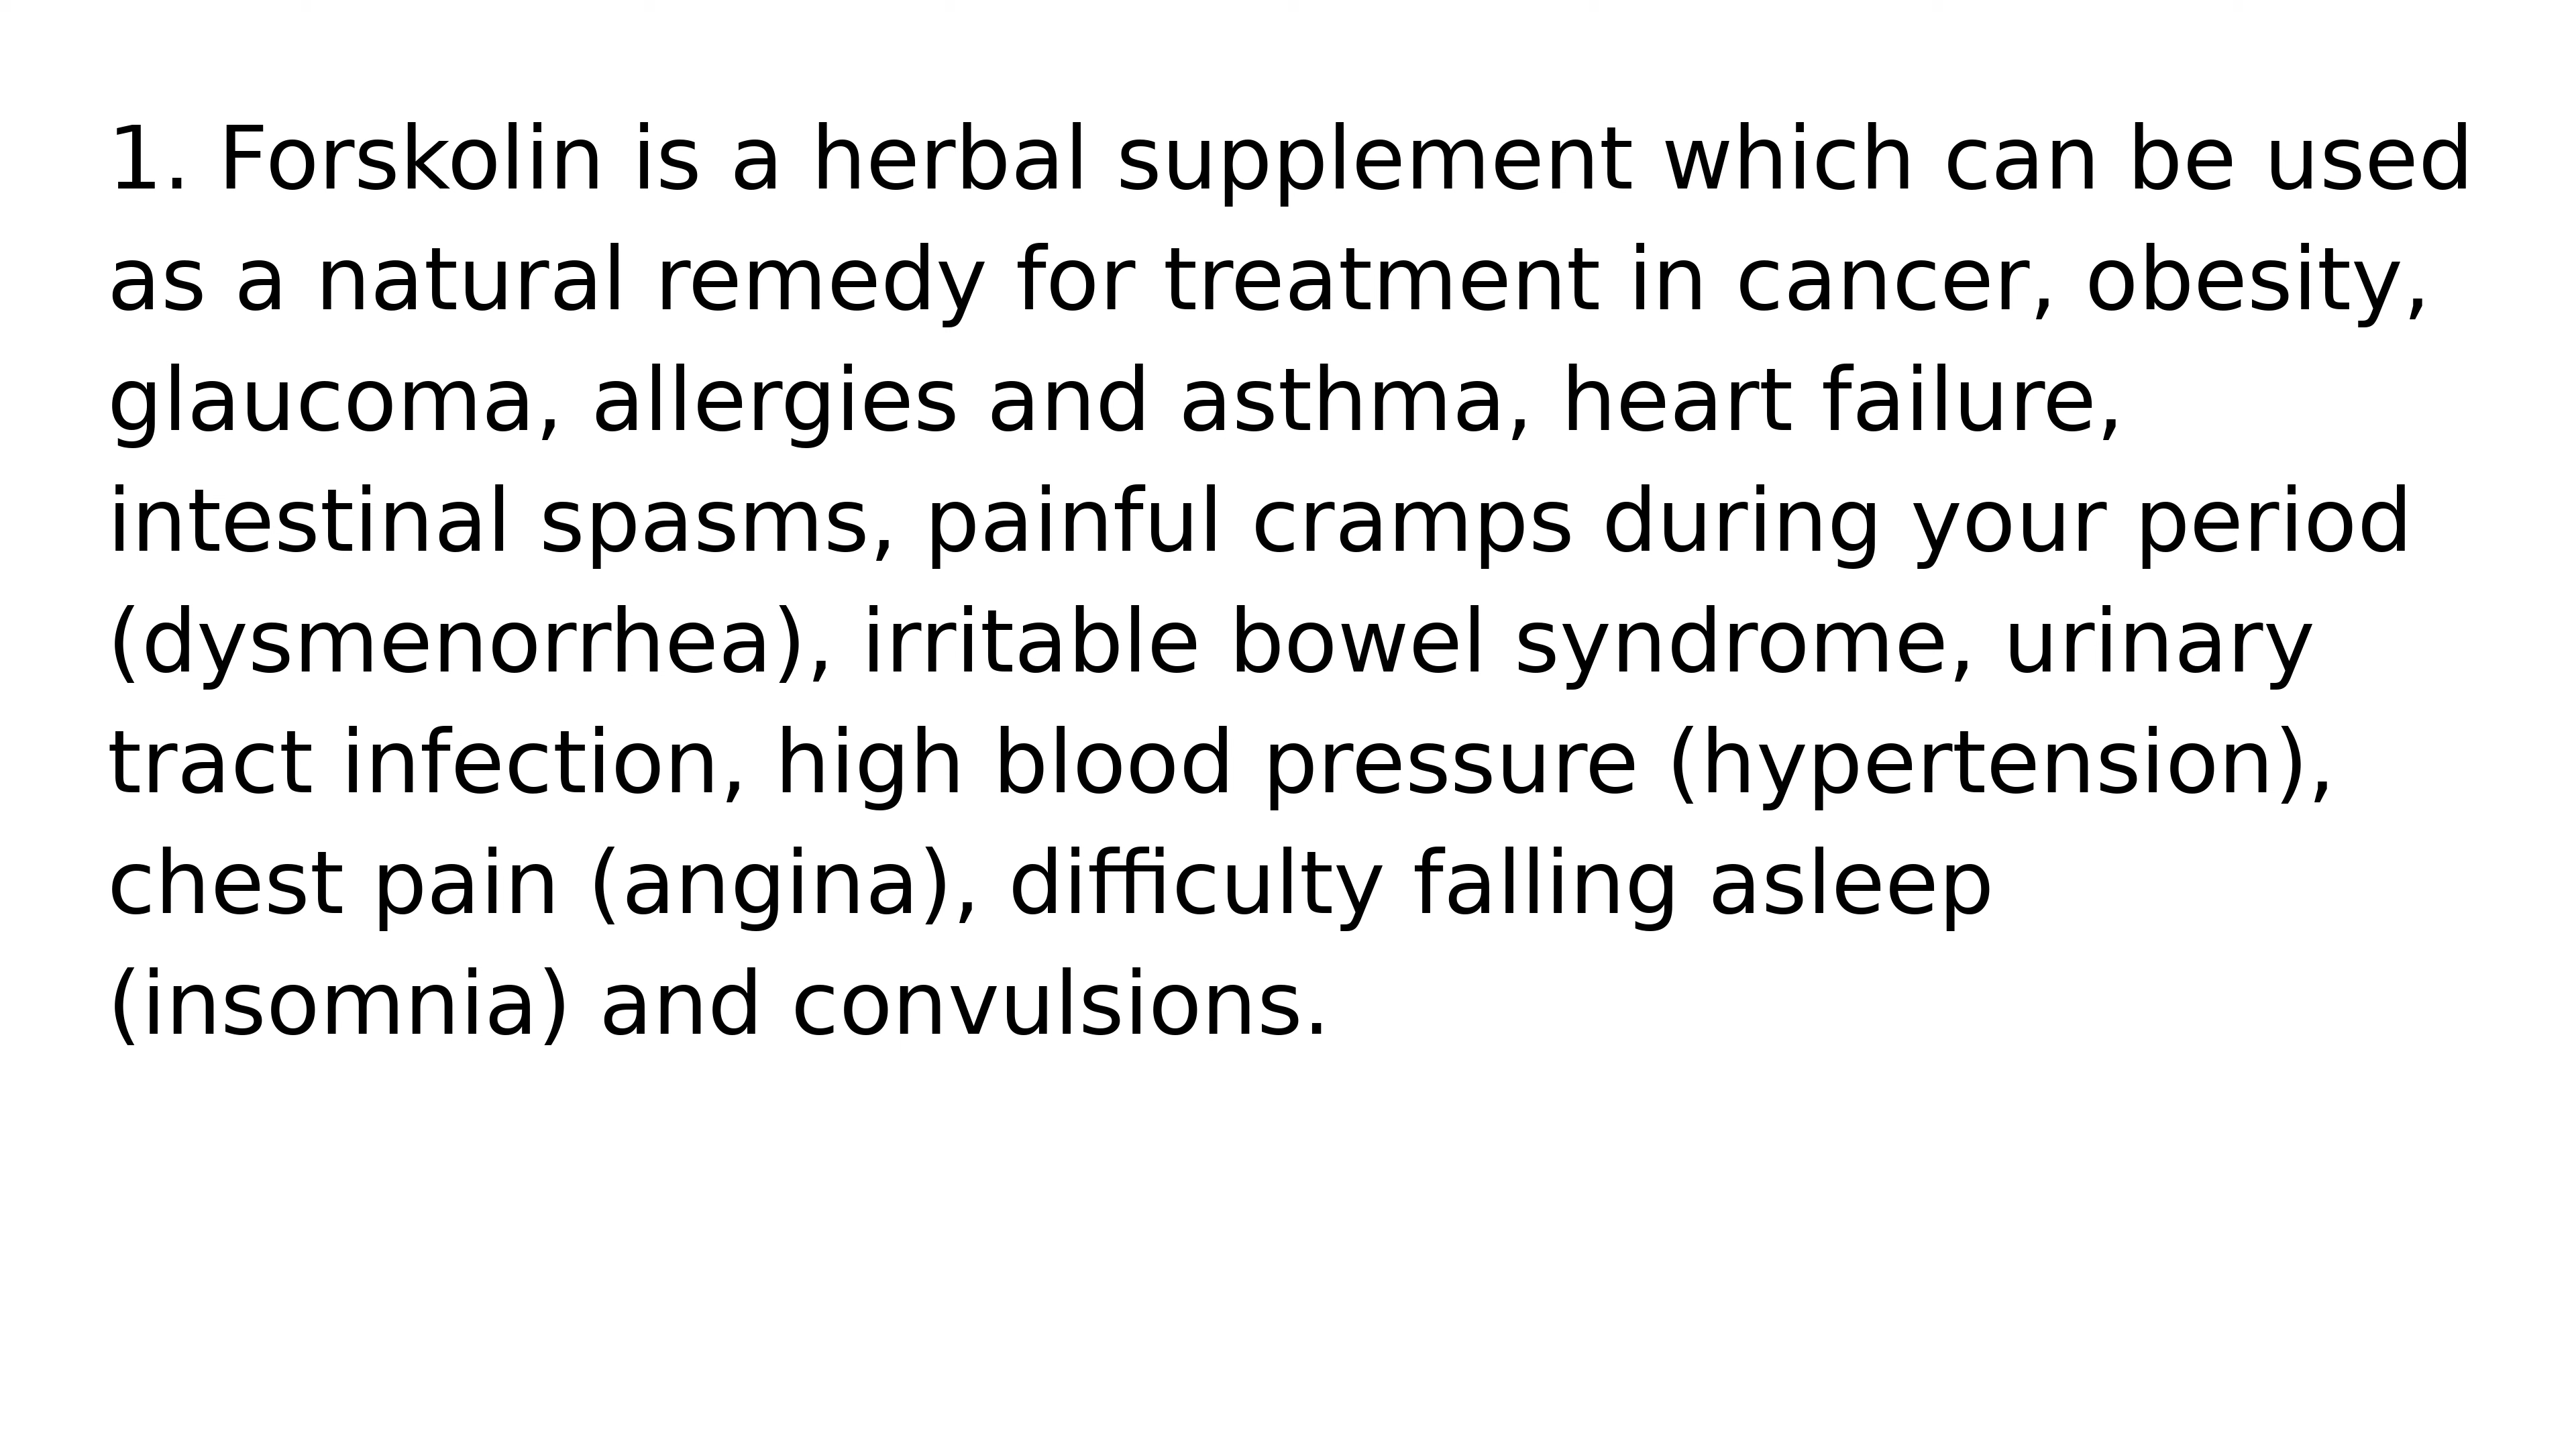 1. Forskolin is a herbal supplement which can be used
as a natural remedy for treatment in cancer, obesity,
glaucoma, allergies and asthma, heart failure,
intestinal spasms, painful cramps during your period
(dysmenorrhea), irritable bowel syndrome, urinary
tract infection, high blood pressure (hypertension),
chest pain (angina), difficulty falling asleep
(insomnia) and convulsions.